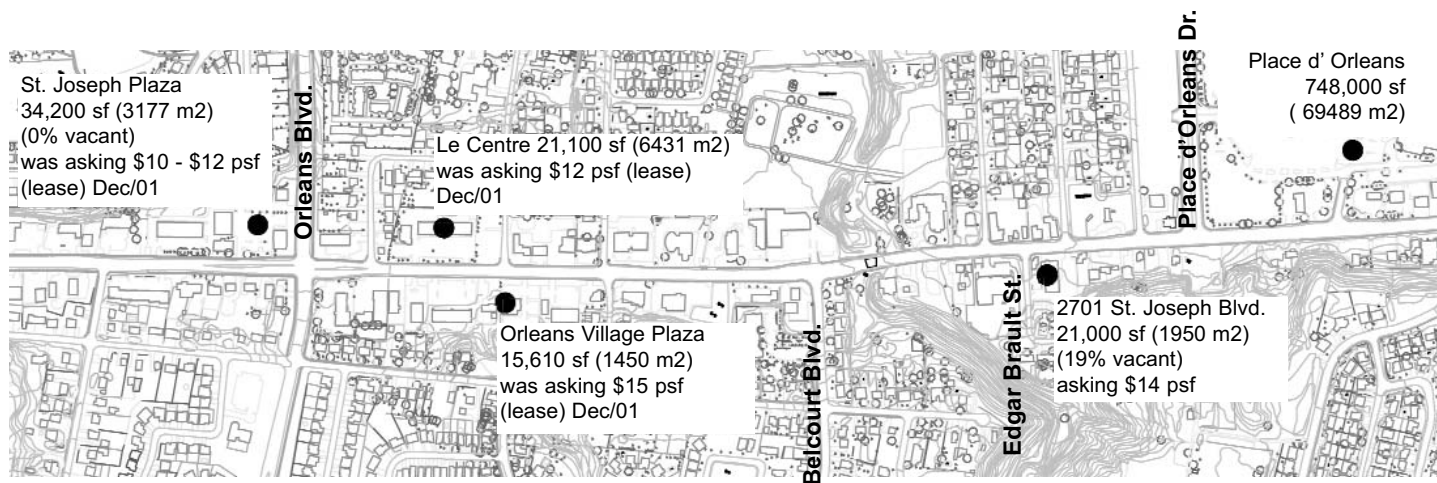 St. Joseph Plaza
34,200 sf (3177 m2)
(0% vacant)
was asking $10 - $12 psf
(lease) Dec/01
Orleans Blvd.
Le Centre 21,100 sf (6431 m2)
was asking $12 psf (lease)
Dec/01
Orleans Village Plaza
15,610 sf (1450 m2)
was asking $15 psf
(lease) Dec/01
Belcourt Blvd.
Edgar Brault St.
2701 St. Joseph Blvd.
21,000 sf (1950 m2)
(19% vacant)
asking $14 psf
Place d'Orleans Dr.
Place d' Orleans
748,000 sf
( 69489 m2)